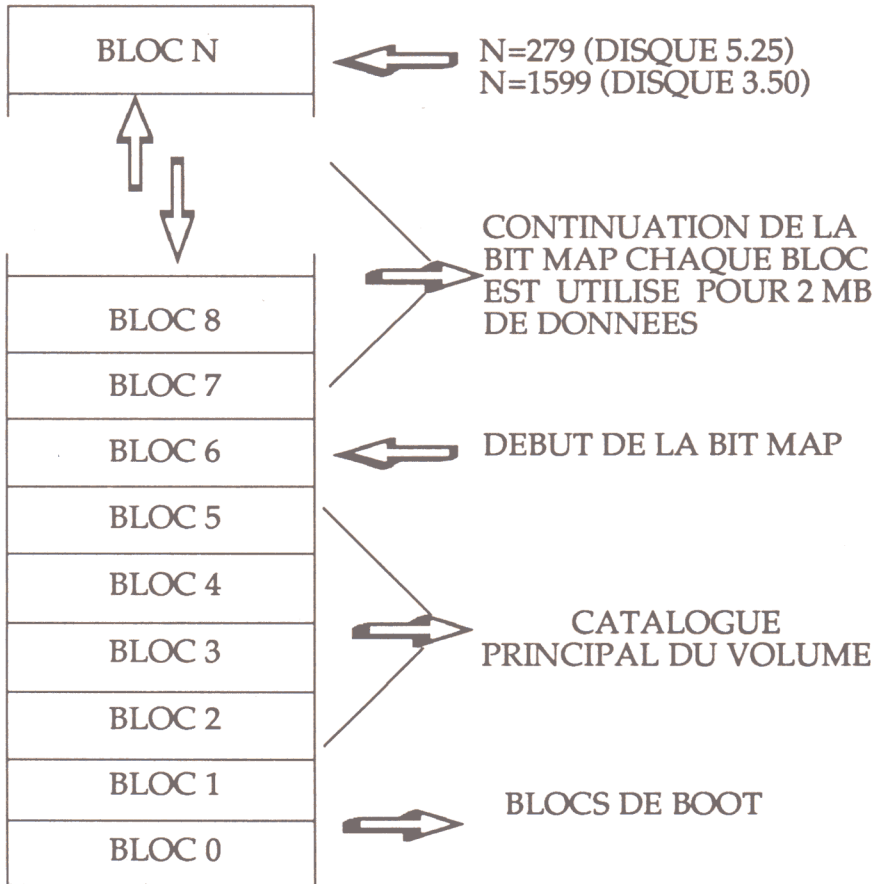 BLOC N
N=279 (DISQUE 5.25)
N=1599 (DISQUE 3.50)
CONTINUATION DE LA
BIT MAP CHAQUE BLOC
EST UTILISE POUR 2 MB
DE DONNEES
BLOC 8
BLOC 7
BLOC 6
DEBUT DE LA BIT MAP
BLOC 5
BLOC 4
BLOC 3
BLOC 2
CATALOGUE
PRINCIPAL DU VOLUME
BLOC 1
BLOC 0
BLOCS DE BOOT